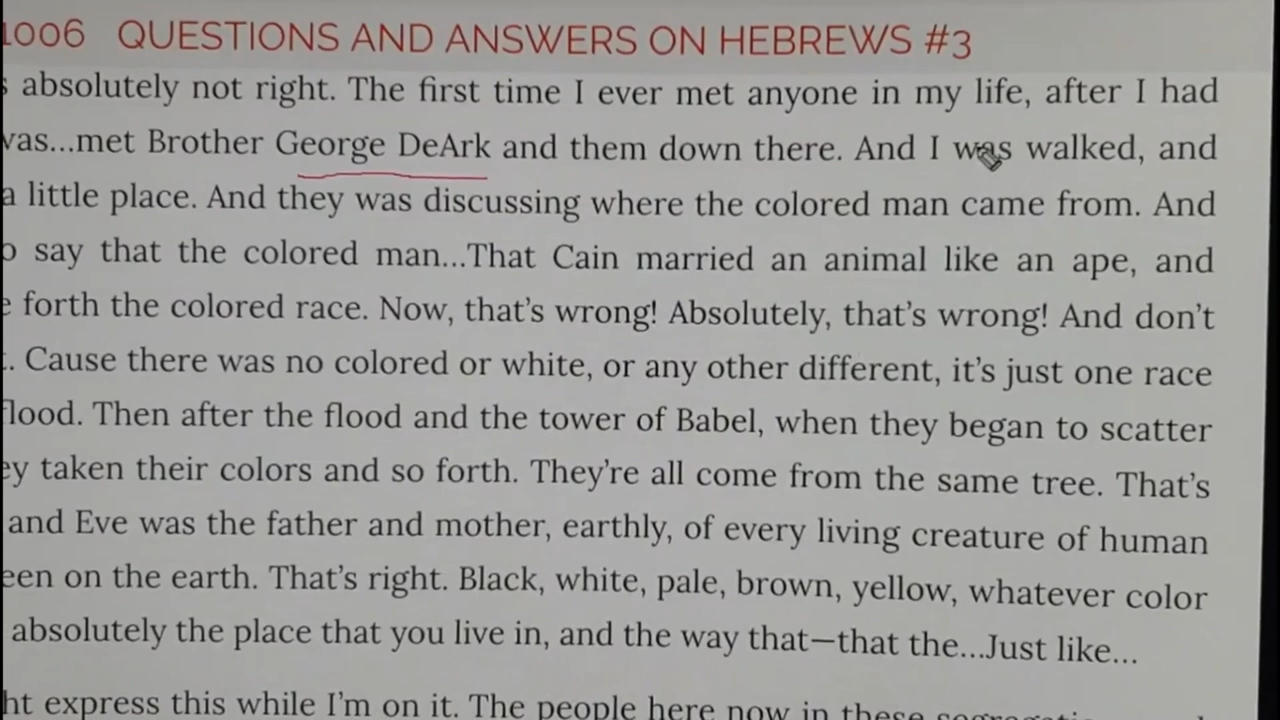 1006 QUESTIONS AND ANSWERS ON HEBREWS #3
absolutely not right. The first time I ever met anyone in my life, after I had
was...met Brother George DeArk and them down there. And I was walked, and
a little place. And they was discussing where the colored man came from. And
say that the colored man...That Cain married an animal like an ape, and
forth the colored race. Now, that's wrong! Absolutely, that's wrong! And don't
. Cause there was no colored or white, or any other different, it's just one race
flood. Then after the flood and the tower of Babel, when they began to scatter
taken their colors and so forth. They're all come from the same tree. That's
and Eve was the father and mother, earthly, of every living creature of human
een on the earth. That's right. Black, white, pale, brown, yellow, whatever color
absolutely the place that you live in, and the way that—that the...Just like...
ht express this while I'm on it. The people here now in these